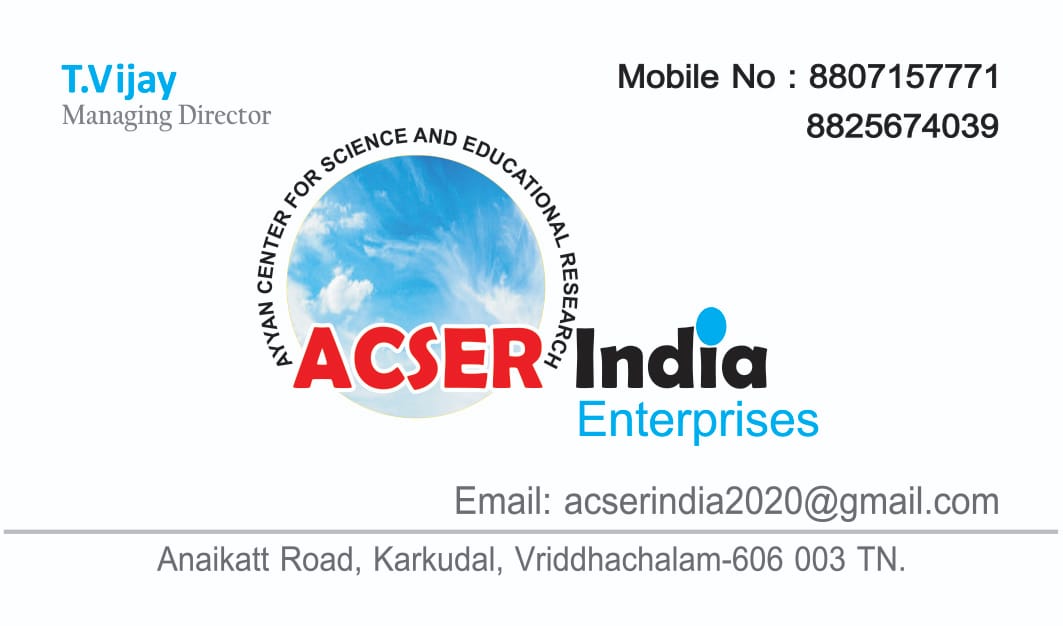 T.Vijay
Managing Director
Mobile No : 8807157771
8825674039
AYYAN CENTER FOR SCIENCE AND EDUCATIONAL RESEARCH
ACSER India
Enterprises
Email: acserindia2020@gmail.com
Anaikatt Road, Karkudal, Vriddhachalam-606 003 TN.